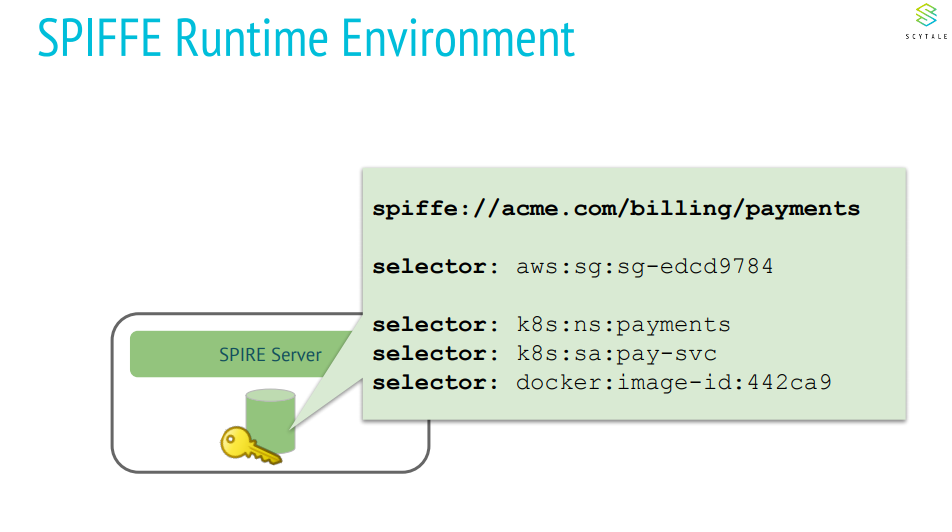 SPIFFE Runtime Environment
SCYTALE
spiffe://acme.com/billing/payments
selector: aws:sg:sg-edcd9784
selector: k8s:ns:payments
selector: k8s:sa:pay-svc
selector: docker:image-id:442ca9
SPIRE Server